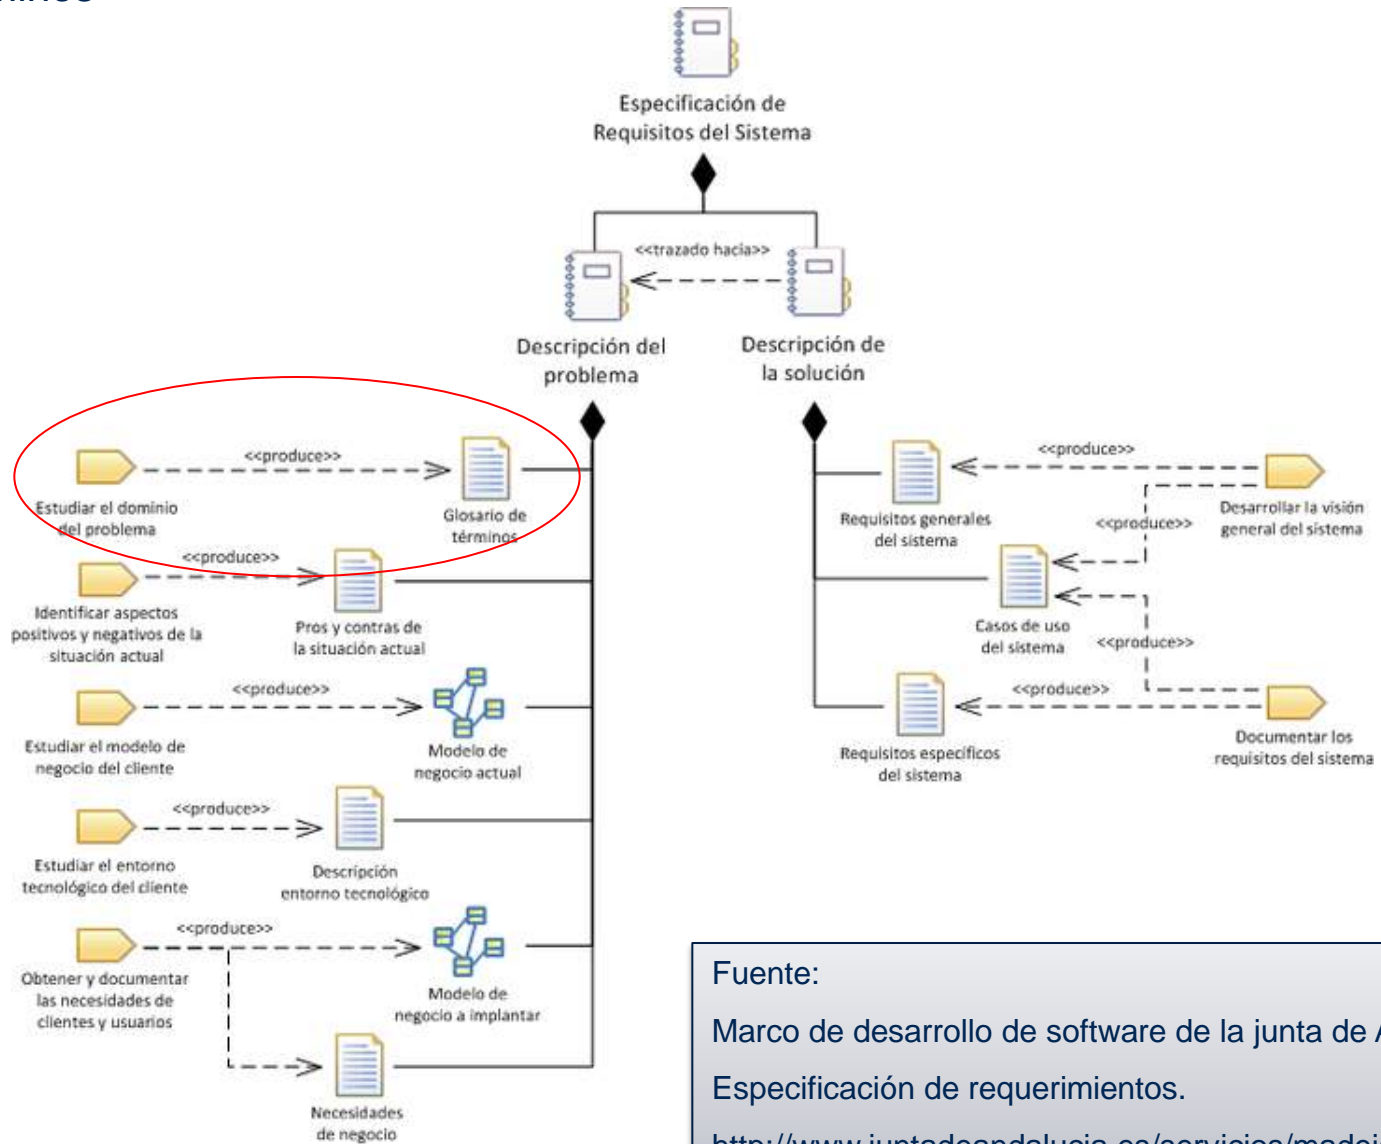 Especificación de
Requisitos del Sistema
<<trazado hacia>>
Descripción del
problema
Descripción de
la solución
<<produce>>
Estudiar el dominio
del problema
Glosario de
términos
<<produce>>
Identificar aspectos
positivos y negativos de la
situación actual
Pros y contras de
la situación actual
<<produce>>
Estudiar el modelo de
negocio del cliente
Modelo de
negocio actual
<<produce>>
Estudiar el entorno
tecnológico del cliente
Descripción
entorno tecnológico
<<produce>>
Obtener y documentar
las necesidades de
clientes y usuarios
Modelo de
negocio a implantar
Necesidades
de negocio
<<produce>>
Requisitos generales
del sistema
Desarrollar la visión
general del sistema
<<produce>>
Casos de uso
del sistema
<<produce>>
<<produce>>
Requisitos específicos
del sistema
Documentar los
requisitos del sistema
Fuente:
Marco de desarrollo de software de la junta de A
Especificación de requerimientos.